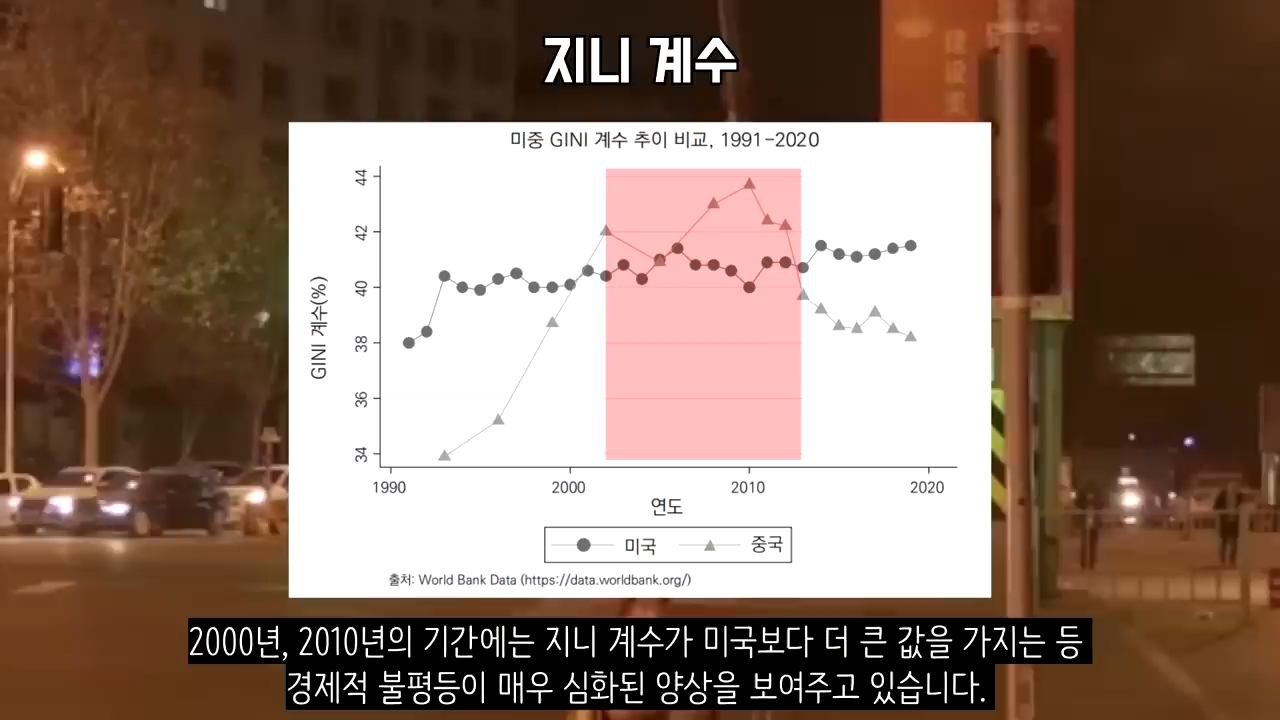 지니 계수
미중 GINI 계수 추이 비교, 1991-2020
GINI 계수(%)
44
42
40
38
36
34
1990 2000 2010 2020
연도
미국 중국
출처: World Bank Data (https://data.worldbank.org/)
2000년, 2010년의 기간에는 지니 계수가 미국보다 더 큰 값을 가지는 등
경제적 불평등이 매우 심화된 양상을 보여주고 있습니다.